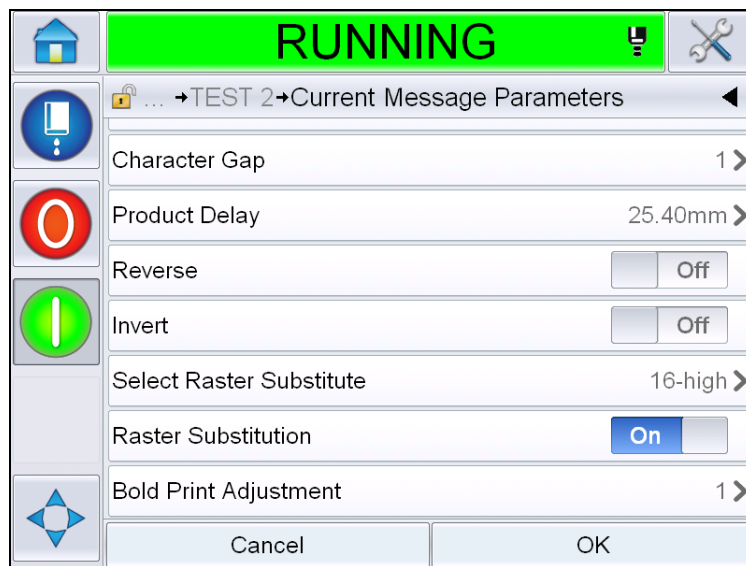 RUNNING
... →TEST 2→Current Message Parameters
Character Gap 1
Product Delay 25.40mm
Reverse Off
Invert Off
Select Raster Substitute 16-high
Raster Substitution On
Bold Print Adjustment 1
Cancel OK